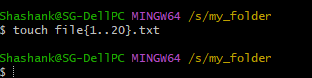 Shashank@SG-DellPC MINGW64 /s/my_folder
$ touch file{1..20}.txt
Shashank@SG-DellPC MINGW64 /s/my_folder
$